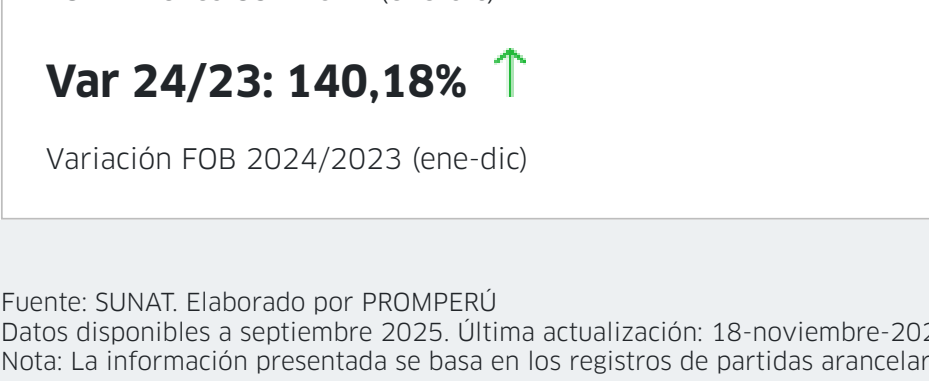 Var 24/23: 140,18%
Variación FOB 2024/2023 (ene-dic)
Fuente: SUNAT. Elaborado por PROMPERÚ
Datos disponibles a septiembre 2025. Última actualización: 18-noviembre-202
Nota: La información presentada se basa en los registros de partidas arancelar